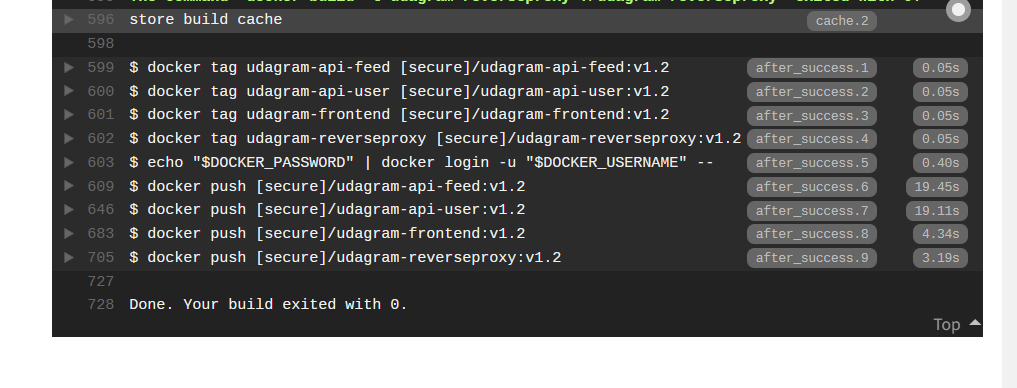 596 store build cache cache.2
598
599 $ docker tag udagram-api-feed [secure]/udagram-api-feed:v1.2 after_success.1 0.05s
600 $ docker tag udagram-api-user [secure]/udagram-api-user:v1.2 after_success.2 0.05s
601 $ docker tag udagram-frontend [secure]/udagram-frontend:v1.2 after_success.3 0.05s
602 $ docker tag udagram-reverseproxy [secure]/udagram-reverseproxy:v1.2 after_success.4 0.05s
603 $ echo "$DOCKER_PASSWORD" | docker login -u "$DOCKER_USERNAME" -- after_success.5 0.40s
609 $ docker push [secure]/udagram-api-feed:v1.2 after_success.6 19.45s
646 $ docker push [secure]/udagram-api-user:v1.2 after_success.7 19.11s
683 $ docker push [secure]/udagram-frontend:v1.2 after_success.8 4.34s
705 $ docker push [secure]/udagram-reverseproxy:v1.2 after_success.9 3.19s
727
728 Done. Your build exited with 0.
Top